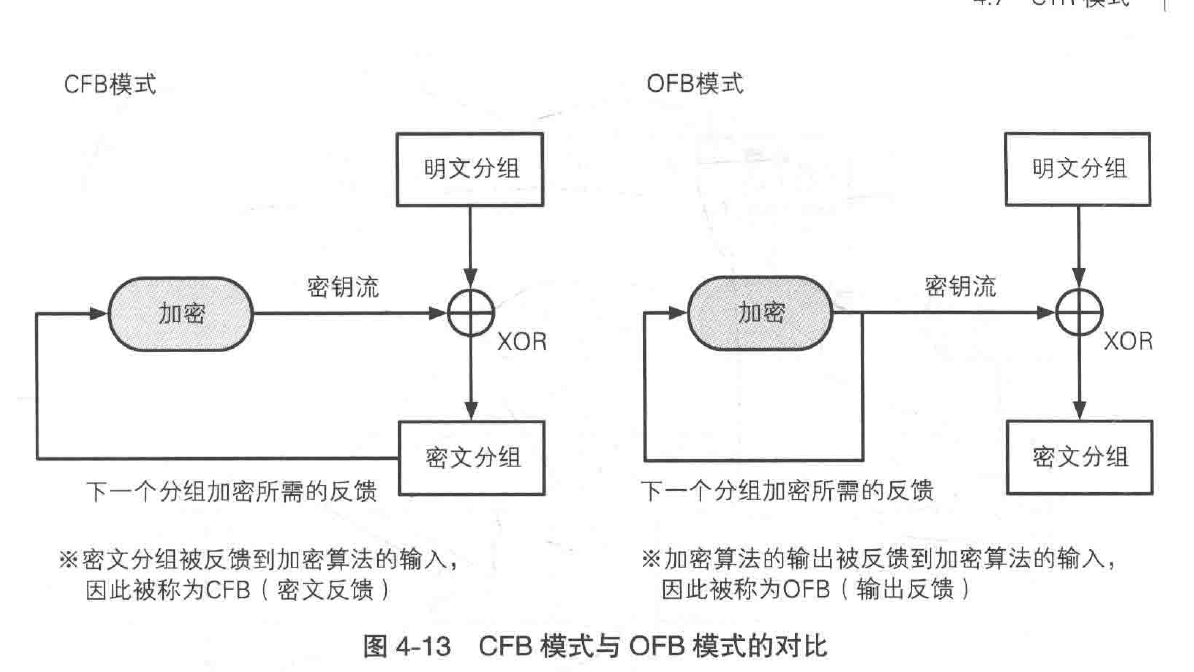 CFB模式
明文分组
加密
密钥流
XOR
密文分组
下一个分组加密所需的反馈
※密文分组被反馈到加密算法的输入，
因此被称为CFB（密文反馈）
OFB模式
明文分组
加密
密钥流
XOR
密文分组
下一个分组加密所需的反馈
※加密算法的输出被反馈到加密算法的输入，
因此被称为OFB（输出反馈）
图 4-13 CFB 模式与 OFB 模式的对比